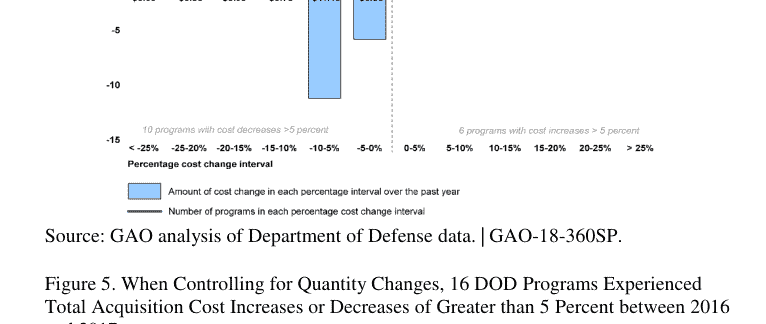 -5
-10
10 programs with cost decreases >5 percent
6 programs with cost increases > 5 percent
-15
< -25% -25-20% -20-15% -15-10% -10-5% -5-0% 0-5% 5-10% 10-15% 15-20% 20-25% > 25%
Percentage cost change interval
Amount of cost change in each percentage interval over the past year
Number of programs in each percentage cost change interval
Source: GAO analysis of Department of Defense data. | GAO-18-360SP.
Figure 5. When Controlling for Quantity Changes, 16 DOD Programs Experienced
Total Acquisition Cost Increases or Decreases of Greater than 5 Percent between 2016